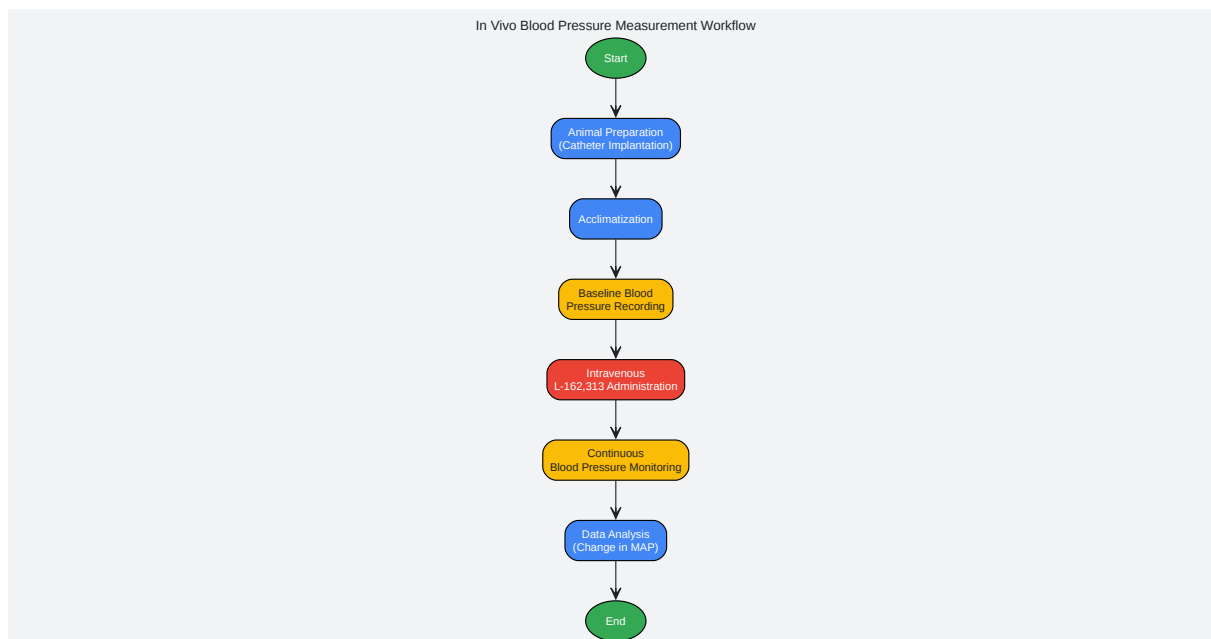 In Vivo Blood Pressure Measurement Workflow
Start
Animal Preparation
(Catheter Implantation)
Acclimatization
Baseline Blood
Pressure Recording
Intravenous
L-162,313 Administration
Continuous
Blood Pressure Monitoring
Data Analysis
(Change in MAP)
End